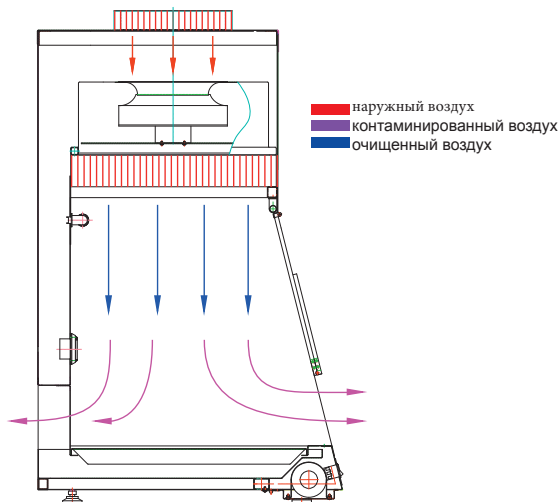 наружный воздух
контаминированный воздух
очищенный воздух